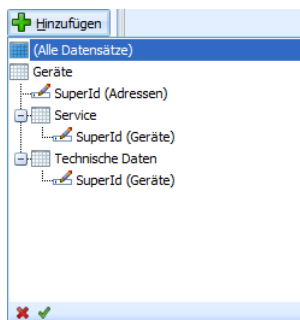 Hinzufügen
(Alle Datensätze)
Geräte
SuperId (Adressen)
Service
SuperId (Geräte)
Technische Daten
SuperId (Geräte)